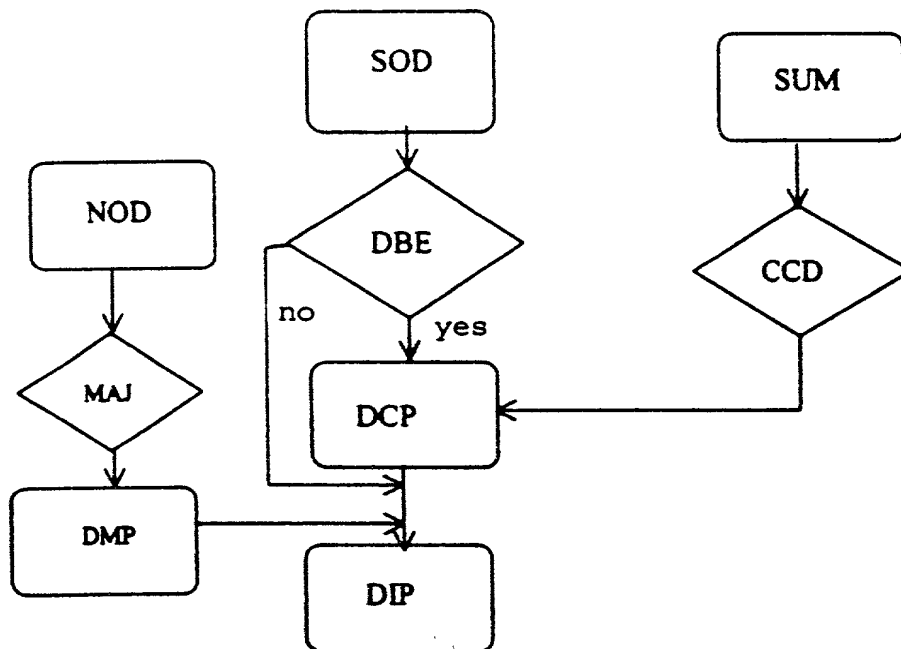 SOD
SUM
NOD
DBE
CCD
no
yes
MAJ
DCP
DMP
DIP